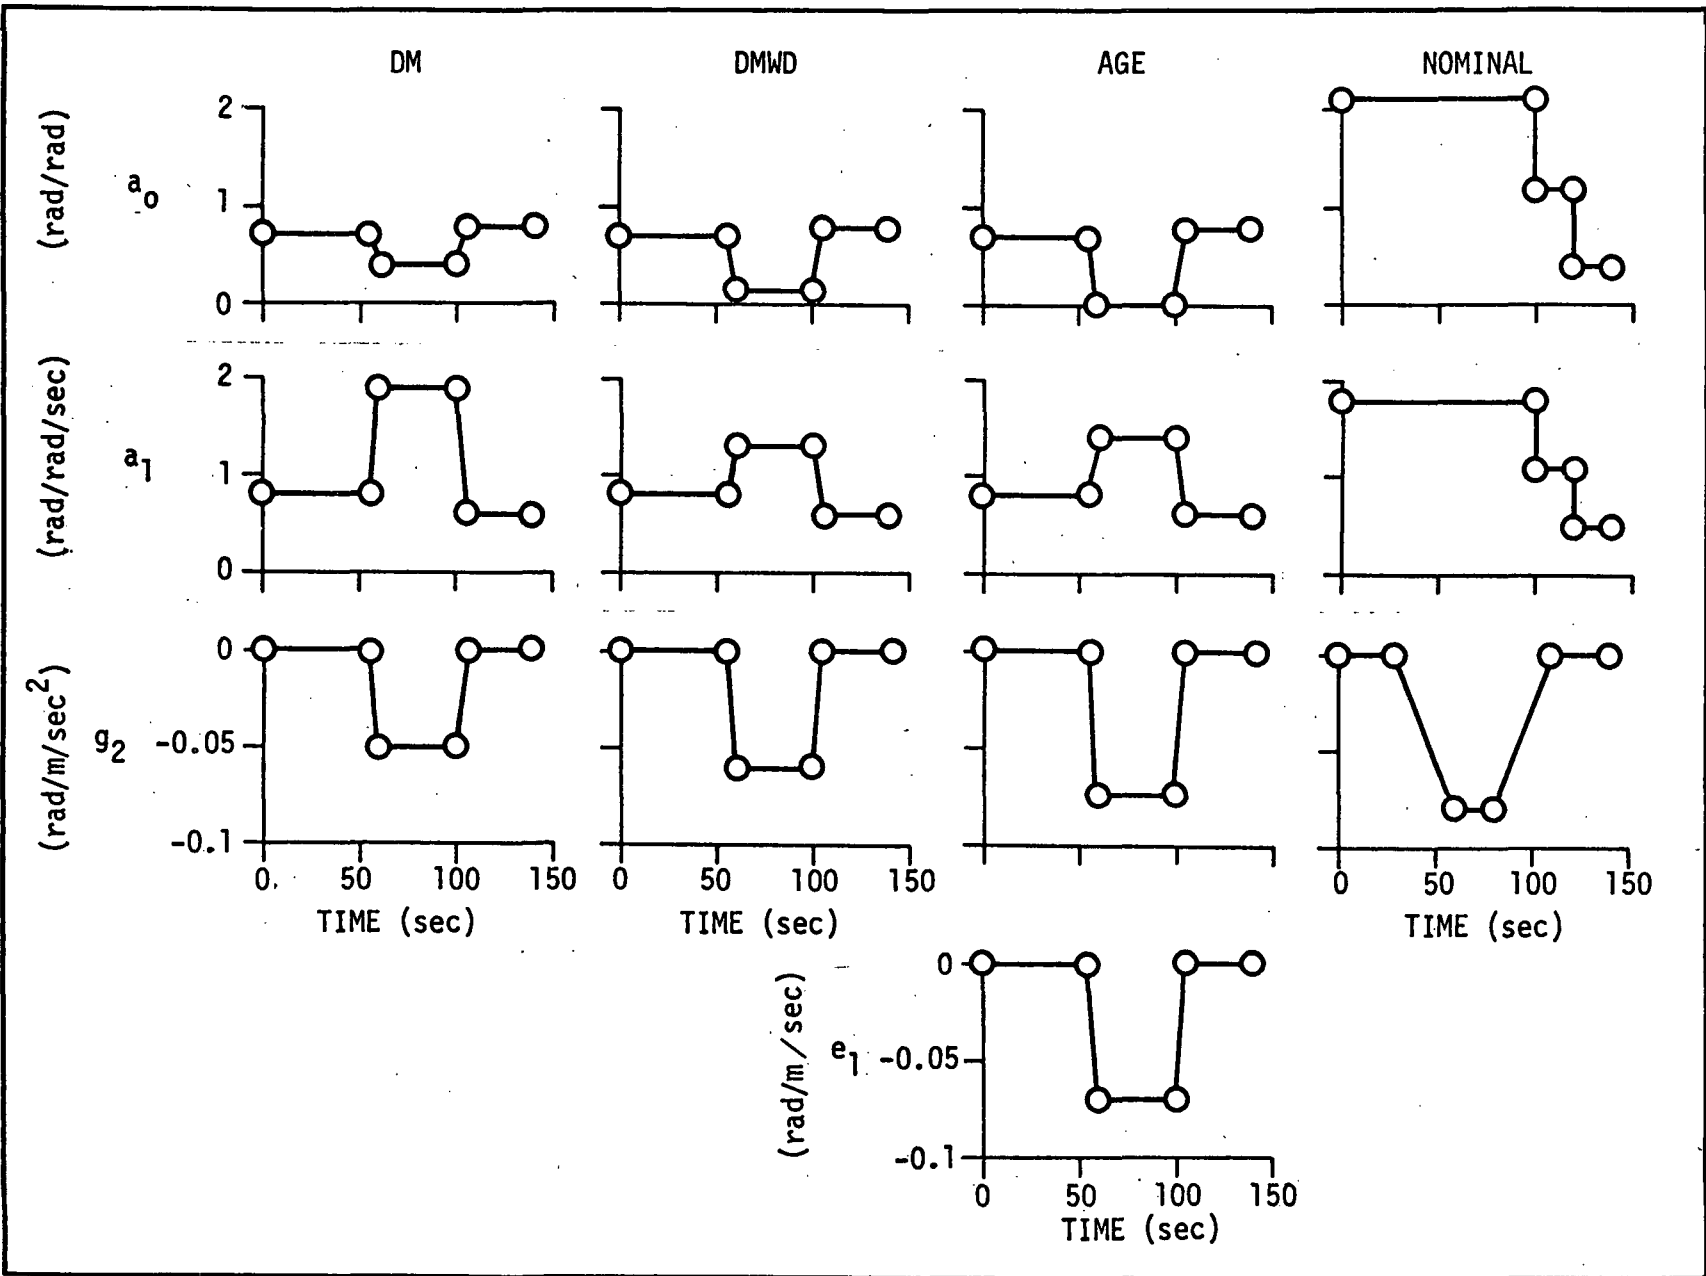 DM DMWD AGE NOMINAL
(rad/rad)
a₀
2
1
0
(rad/rad/sec)
a₁
2
1
0
(rad/m/sec²)
g₂
0
-0.05
-0.1
0 50 100 150 0 50 100 150 0 50 100 150
TIME (sec) TIME (sec) TIME (sec)
(rad/m/sec)
e₁
0
-0.05
-0.1
0 50 100 150
TIME (sec)